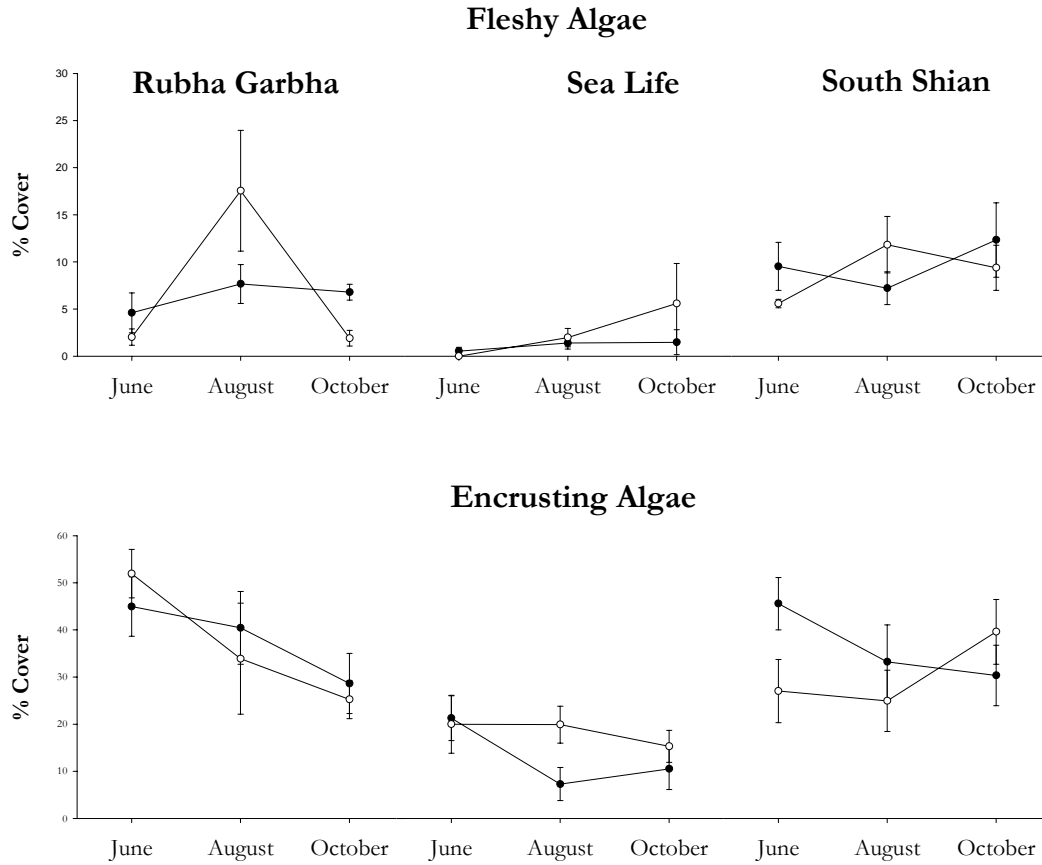 Fleshy Algae
Rubha Garbha Sea Life South Shian
30
25
20
15
10
5
0
% Cover
June August October June August October June August October
Encrusting Algae
60
50
40
30
20
10
0
% Cover
June August October June August October June August October